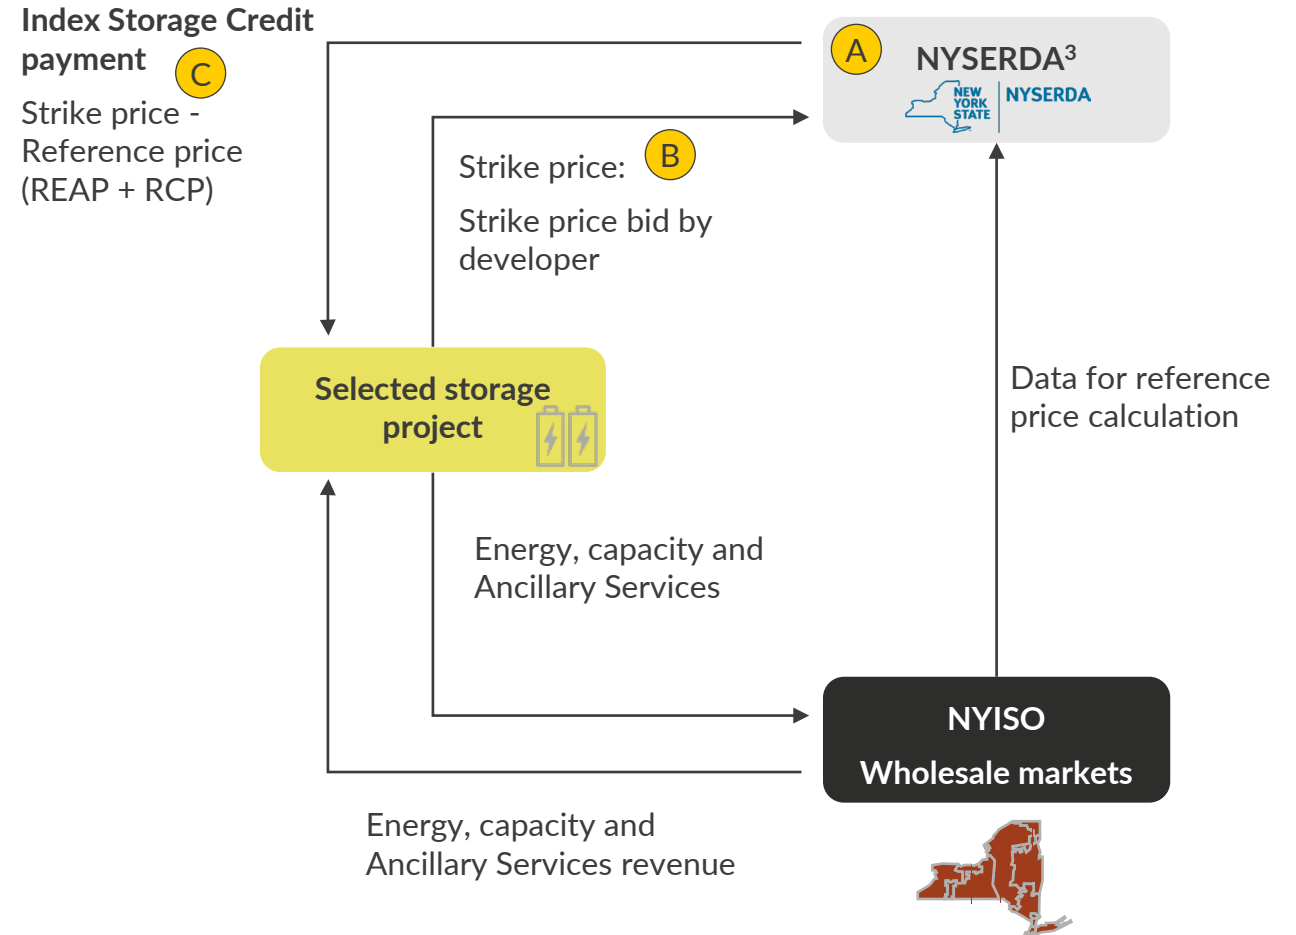 Index Storage Credit
payment
C
Strike price -
Reference price
(REAP + RCP)
A
NYSERDA³
NEW
YORK
STATE
NYSERDA
Strike price:
B
Strike price bid by
developer
Selected storage
project
Data for reference
price calculation
Energy, capacity and
Ancillary Services
NYISO
Wholesale markets
Energy, capacity and
Ancillary Services revenue